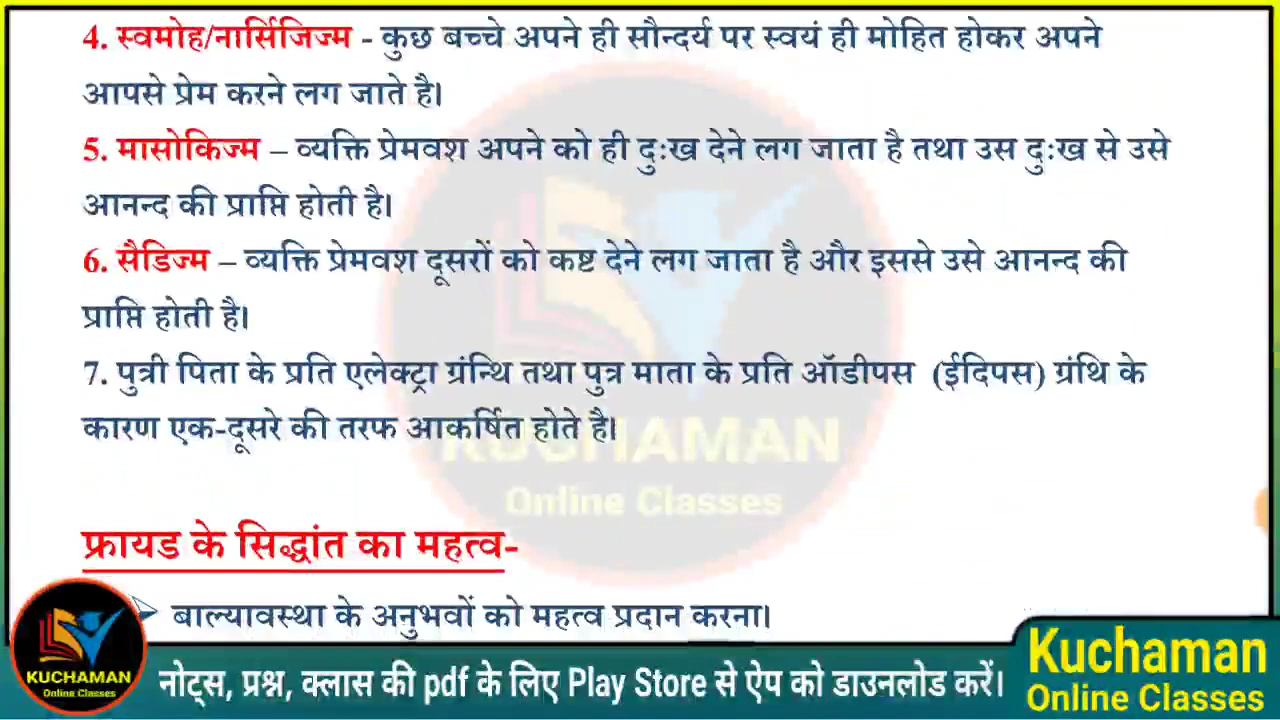 4. स्वमोह/नार्सिजिज्म - कुछ बच्चे अपने ही सौन्दर्य पर स्वयं ही मोहित होकर अपने
आपसे प्रेम करने लग जाते है।
5. मासोकिज्म – व्यक्ति प्रेमवश अपने को ही दुःख देने लग जाता है तथा उस दुःख से उसे
आनन्द की प्राप्ति होती है।
6. सैडिज्म – व्यक्ति प्रेमवश दूसरों को कष्ट देने लग जाता है और इससे उसे आनन्द की
प्राप्ति होती है।
7. पुत्री पिता के प्रति एलेक्ट्रा ग्रंन्थि तथा पुत्र माता के प्रति ऑडीपस (ईदिपस) ग्रंथि के
कारण एक-दूसरे की तरफ आकर्षित होते है।
KUCHAMAN
Online Classes
फ्रायड के सिद्धांत का महत्व-
➢ बाल्यावस्था के अनुभवों को महत्व प्रदान करना।
KUCHAMAN
Online Classes
नोट्स, प्रश्न, क्लास की pdf के लिए Play Store से ऐप को डाउनलोड करें।
Kuchaman
Online Classes